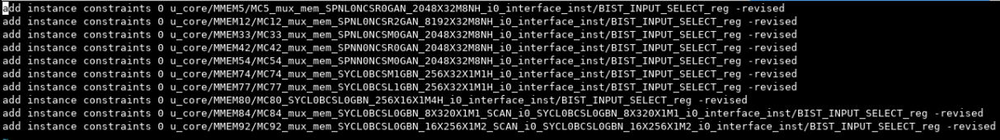 add instance constraints 0 u_core/MMEM5/MC5_mux_mem_SPNL0NCSR0GAN_2048X32M8NH_i0_interface_inst/BIST_INPUT_SELECT_reg -revised
add instance constraints 0 u_core/MMEM12/MC12_mux_mem_SPNL0NCSR2GAN_8192X32M8NH_i0_interface_inst/BIST_INPUT_SELECT_reg -revised
add instance constraints 0 u_core/MMEM33/MC33_mux_mem_SPNL0NCSM0GAN_2048X32M8NH_i0_interface_inst/BIST_INPUT_SELECT_reg -revised
add instance constraints 0 u_core/MMEM42/MC42_mux_mem_SPNN0NCSR0GAN_2048X32M8NH_i0_interface_inst/BIST_INPUT_SELECT_reg -revised
add instance constraints 0 u_core/MMEM54/MC54_mux_mem_SPNN0NCSM0GAN_2048X32M8NH_i0_interface_inst/BIST_INPUT_SELECT_reg -revised
add instance constraints 0 u_core/MMEM74/MC74_mux_mem_SYCL0BCSM1GBN_256X32X1M1H_i0_interface_inst/BIST_INPUT_SELECT_reg -revised
add instance constraints 0 u_core/MMEM77/MC77_mux_mem_SYCL0BCSL1GBN_256X32X1M1H_i0_interface_inst/BIST_INPUT_SELECT_reg -revised
add instance constraints 0 u_core/MMEM80/MC80_SYCL0BCSL0GBN_256X16X1M4H_i0_interface_inst/BIST_INPUT_SELECT_reg -revised
add instance constraints 0 u_core/MMEM84/MC84_mux_mem_SYCL0BCSL0GBN_8X320X1M1_SCAN_i0_SYCL0BCSL0GBN_8X320X1M1_i0_interface_inst/BIST_INPUT_SELECT_reg -revised
add instance constraints 0 u_core/MMEM92/MC92_mux_mem_SYCL0BCSL0GBN_16X256X1M2_SCAN_i0_SYCL0BCSL0GBN_16X256X1M2_i0_interface_inst/BIST_INPUT_SELECT_reg -revised